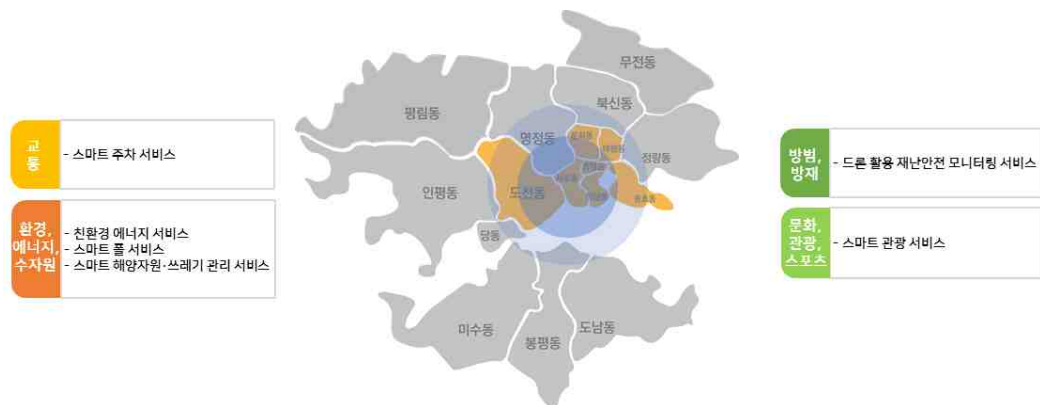 교
통
- 스마트 주차 서비스
환경,
에너지,
수자원
- 친환경 에너지 서비스
- 스마트 폴 서비스
- 스마트 해양자원·쓰레기 관리 서비스
무전동
북신동
평림동
명정동
정량동
인평동
도천동
당동
동호동
미수동
봉평동
도남동
방범,
방재
- 드론 활용 재난안전 모니터링 서비스
문화,
관광,
스포츠
- 스마트 관광 서비스